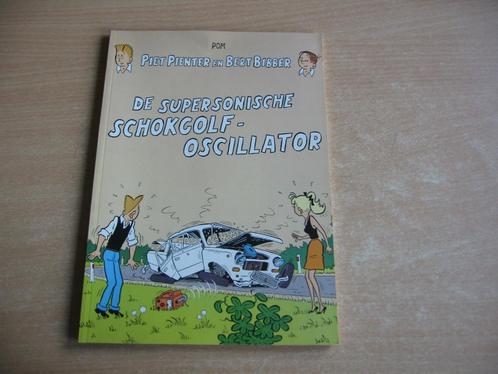 POM
PIET PIENTER EN BERT BIBBER
DE SUPERSONISCHE
SCHOKGOLF-
OSCILLATOR